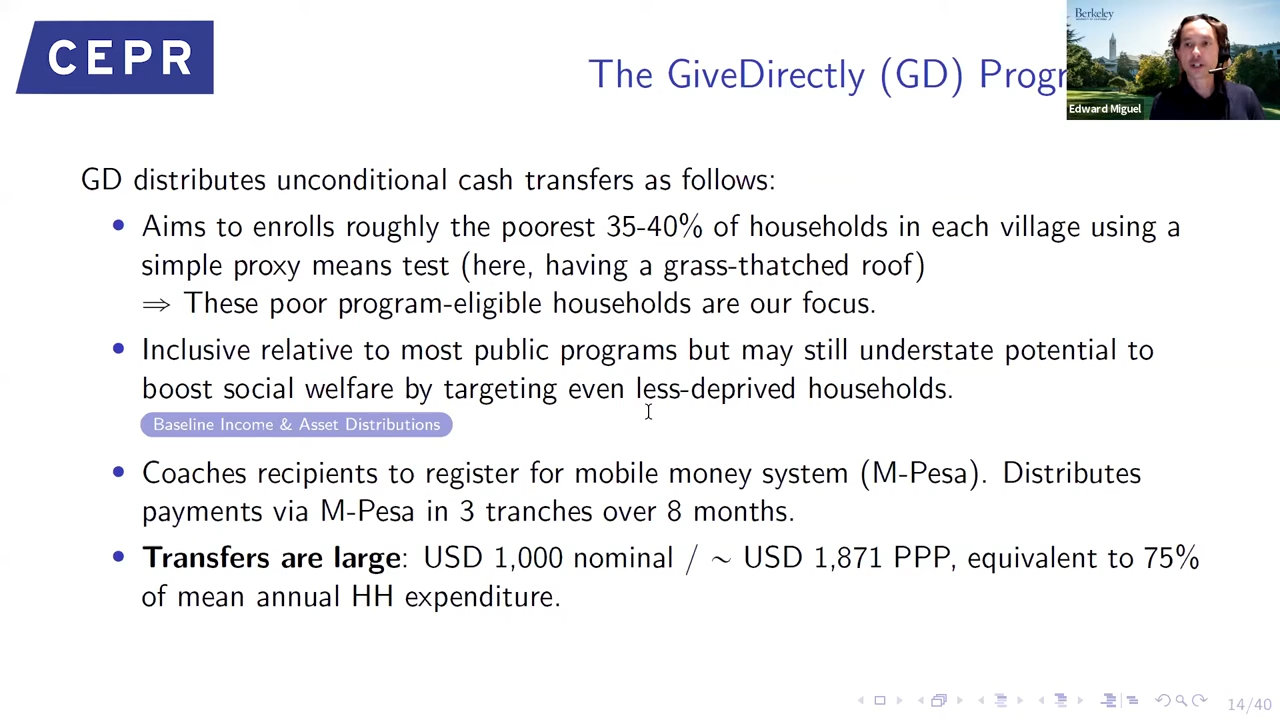 CEPR
The GiveDirectly (GD) Progr
Berkeley
Edward Miguel
GD distributes unconditional cash transfers as follows:
• Aims to enrolls roughly the poorest 35-40% of households in each village using a
simple proxy means test (here, having a grass-thatched roof)
⇒ These poor program-eligible households are our focus.
• Inclusive relative to most public programs but may still understate potential to
boost social welfare by targeting even less-deprived households.
Baseline Income & Asset Distributions
• Coaches recipients to register for mobile money system (M-Pesa). Distributes
payments via M-Pesa in 3 tranches over 8 months.
• Transfers are large: USD 1,000 nominal / ∼ USD 1,871 PPP, equivalent to 75%
of mean annual HH expenditure.
14/40